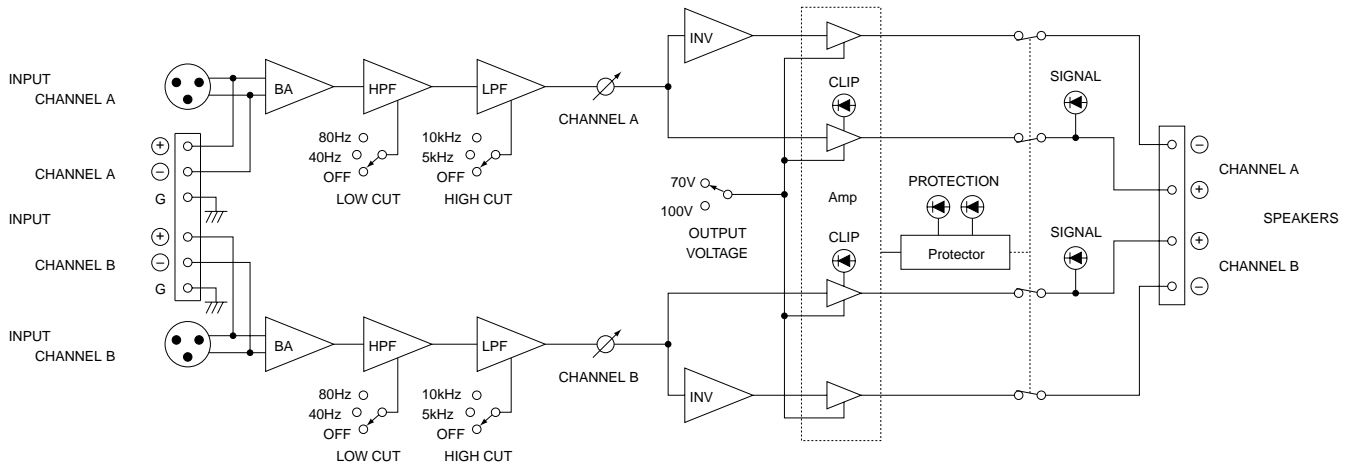 INPUT
CHANNEL A
BA
HPF
LPF
CHANNEL A
INV
CLIP
SIGNAL
80Hz
40Hz
OFF
LOW CUT
10kHz
5kHz
OFF
HIGH CUT
+
CHANNEL A
−
G
INPUT
+
CHANNEL B
−
G
70V
100V
OUTPUT
VOLTAGE
Amp
PROTECTION
Protector
CLIP
SIGNAL
−
CHANNEL A
+
SPEAKERS
+
CHANNEL B
−
INPUT
CHANNEL B
BA
HPF
LPF
CHANNEL B
INV
80Hz
40Hz
OFF
LOW CUT
10kHz
5kHz
OFF
HIGH CUT